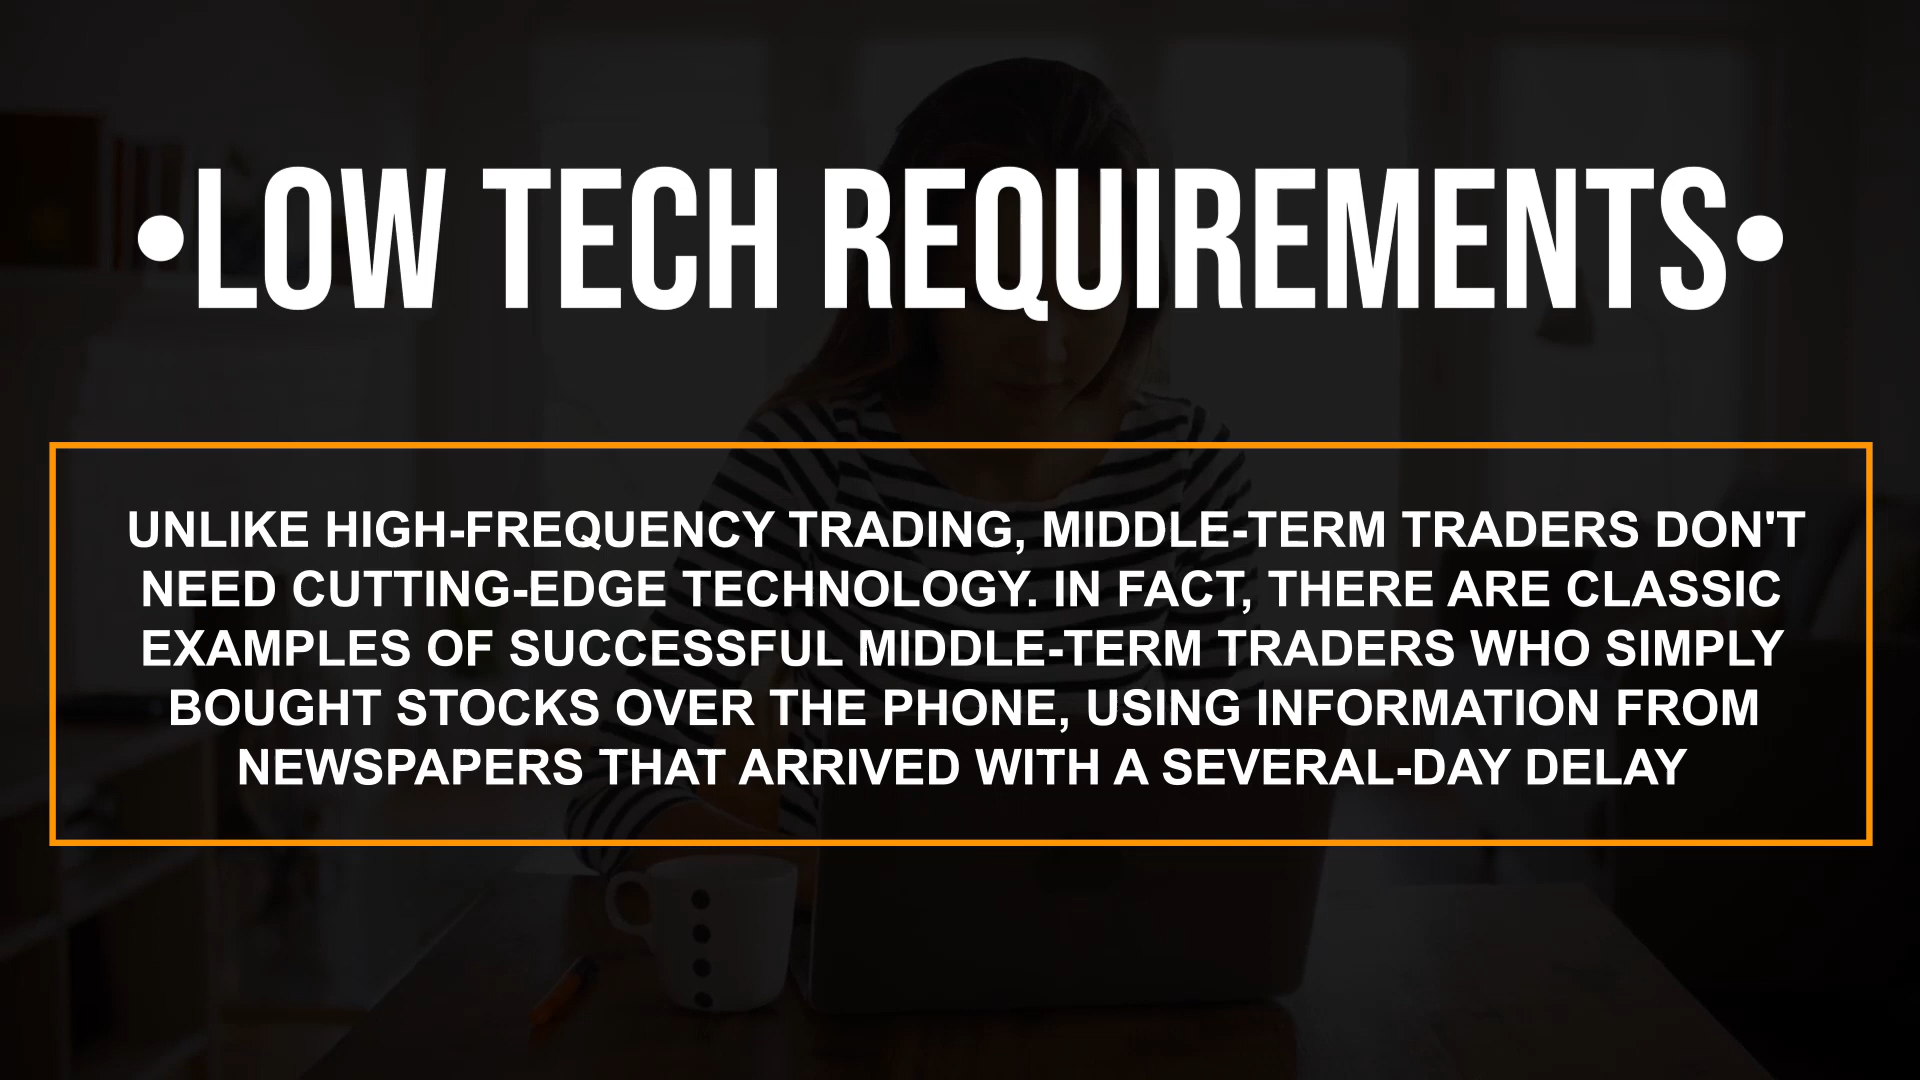 •LOW TECH REQUIREMENTS•
UNLIKE HIGH-FREQUENCY TRADING, MIDDLE-TERM TRADERS DON'T
NEED CUTTING-EDGE TECHNOLOGY. IN FACT, THERE ARE CLASSIC
EXAMPLES OF SUCCESSFUL MIDDLE-TERM TRADERS WHO SIMPLY
BOUGHT STOCKS OVER THE PHONE, USING INFORMATION FROM
NEWSPAPERS THAT ARRIVED WITH A SEVERAL-DAY DELAY